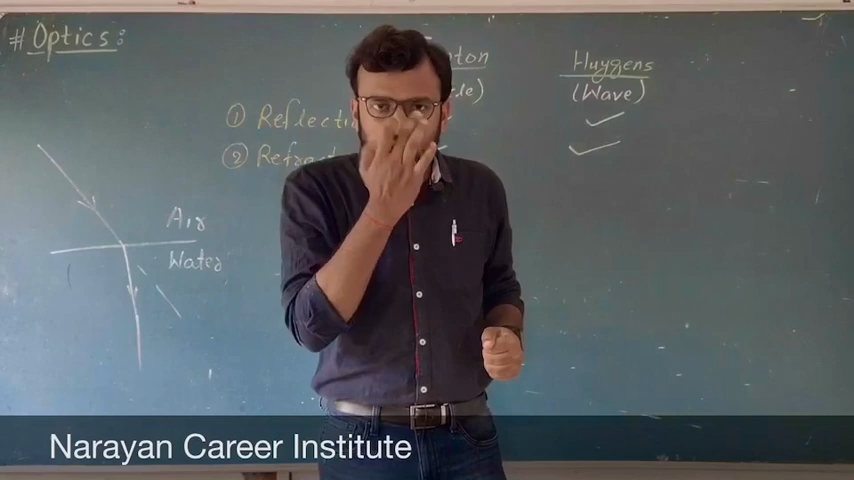 # Optics:
Huygens
(Wave)
① Reflecti
② Refra
Air
Water
Narayan Career Institute